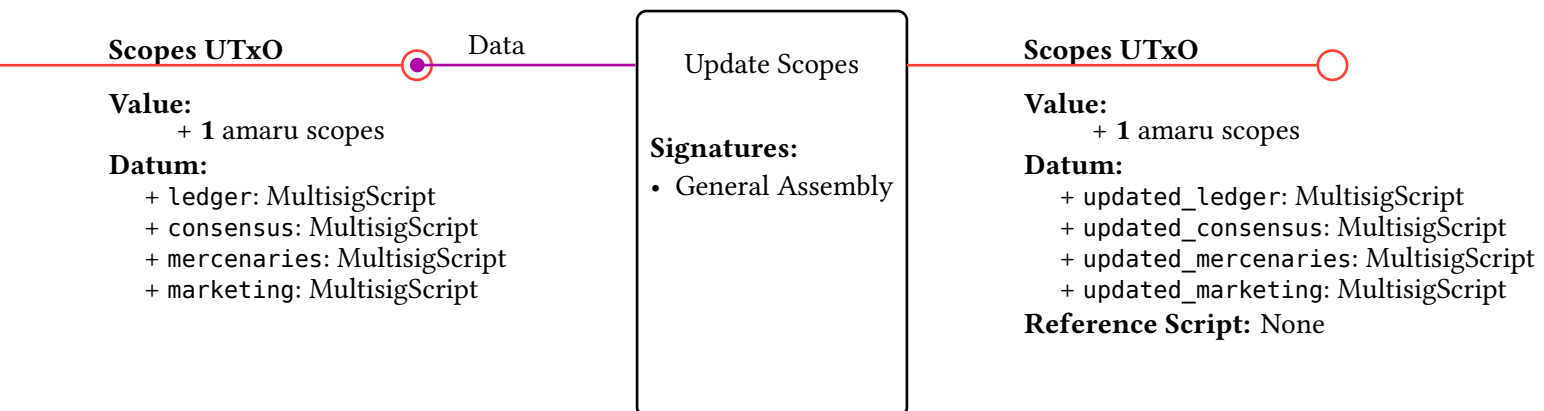 Scopes UTxO
Value:
+ 1 amaru scopes
Datum:
+ ledger: MultisigScript
+ consensus: MultisigScript
+ mercenaries: MultisigScript
+ marketing: MultisigScript
Data
Update Scopes
Signatures:
• General Assembly
Scopes UTxO
Value:
+ 1 amaru scopes
Datum:
+ updated_ledger: MultisigScript
+ updated_consensus: MultisigScript
+ updated_mercenaries: MultisigScript
+ updated_marketing: MultisigScript
Reference Script: None